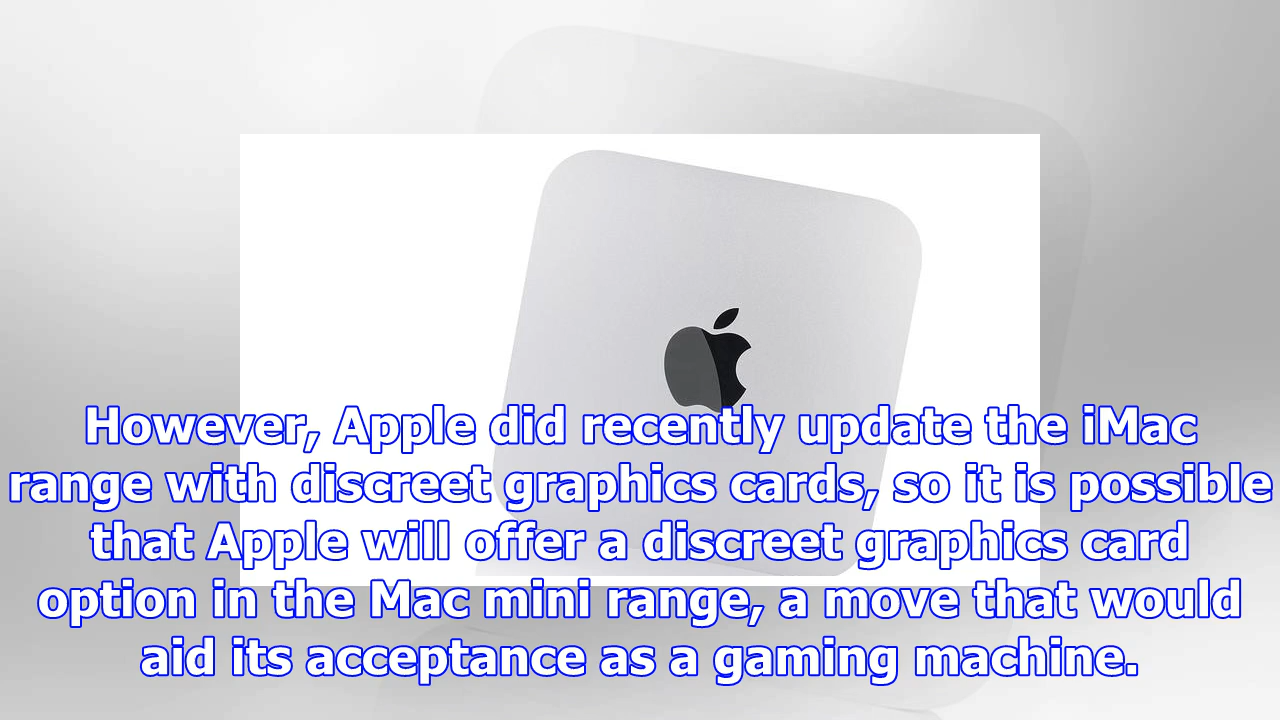 However, Apple did recently update the iMac
range with discreet graphics cards, so it is possible
that Apple will offer a discreet graphics card
option in the Mac mini range, a move that would
aid its acceptance as a gaming machine.